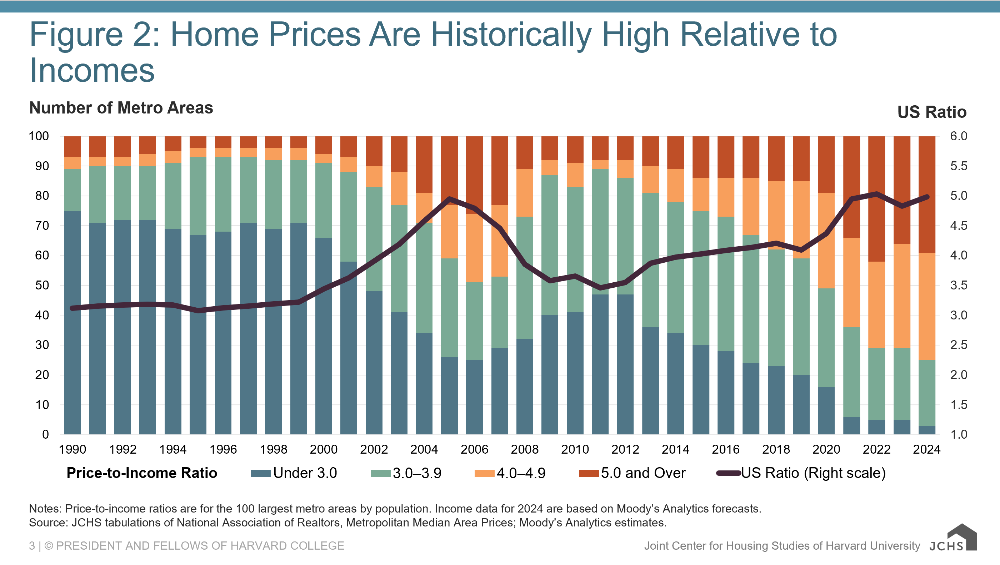 Figure 2: Home Prices Are Historically High Relative to
Incomes
Number of Metro Areas
US Ratio
100
90
80
70
60
50
40
30
20
10
0
6.0
5.5
5.0
4.5
4.0
3.5
3.0
2.5
2.0
1.5
1.0
1990 1992 1994 1996 1998 2000 2002 2004 2006 2008 2010 2012 2014 2016 2018 2020 2022 2024
Price-to-Income Ratio Under 3.0 3.0–3.9 4.0–4.9 5.0 and Over US Ratio (Right scale)
Notes: Price-to-income ratios are for the 100 largest metro areas by population. Income data for 2024 are based on Moody’s Analytics forecasts.
Source: JCHS tabulations of National Association of Realtors, Metropolitan Median Area Prices; Moody’s Analytics estimates.
3 | © PRESIDENT AND FELLOWS OF HARVARD COLLEGE
Joint Center for Housing Studies of Harvard University JCHS